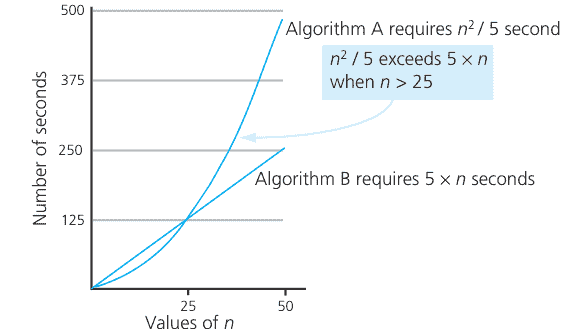 500
Algorithm A requires n² / 5 second
n² / 5 exceeds 5 × n
when n > 25
375
Number of seconds
250
Algorithm B requires 5 × n seconds
125
25
50
Values of n